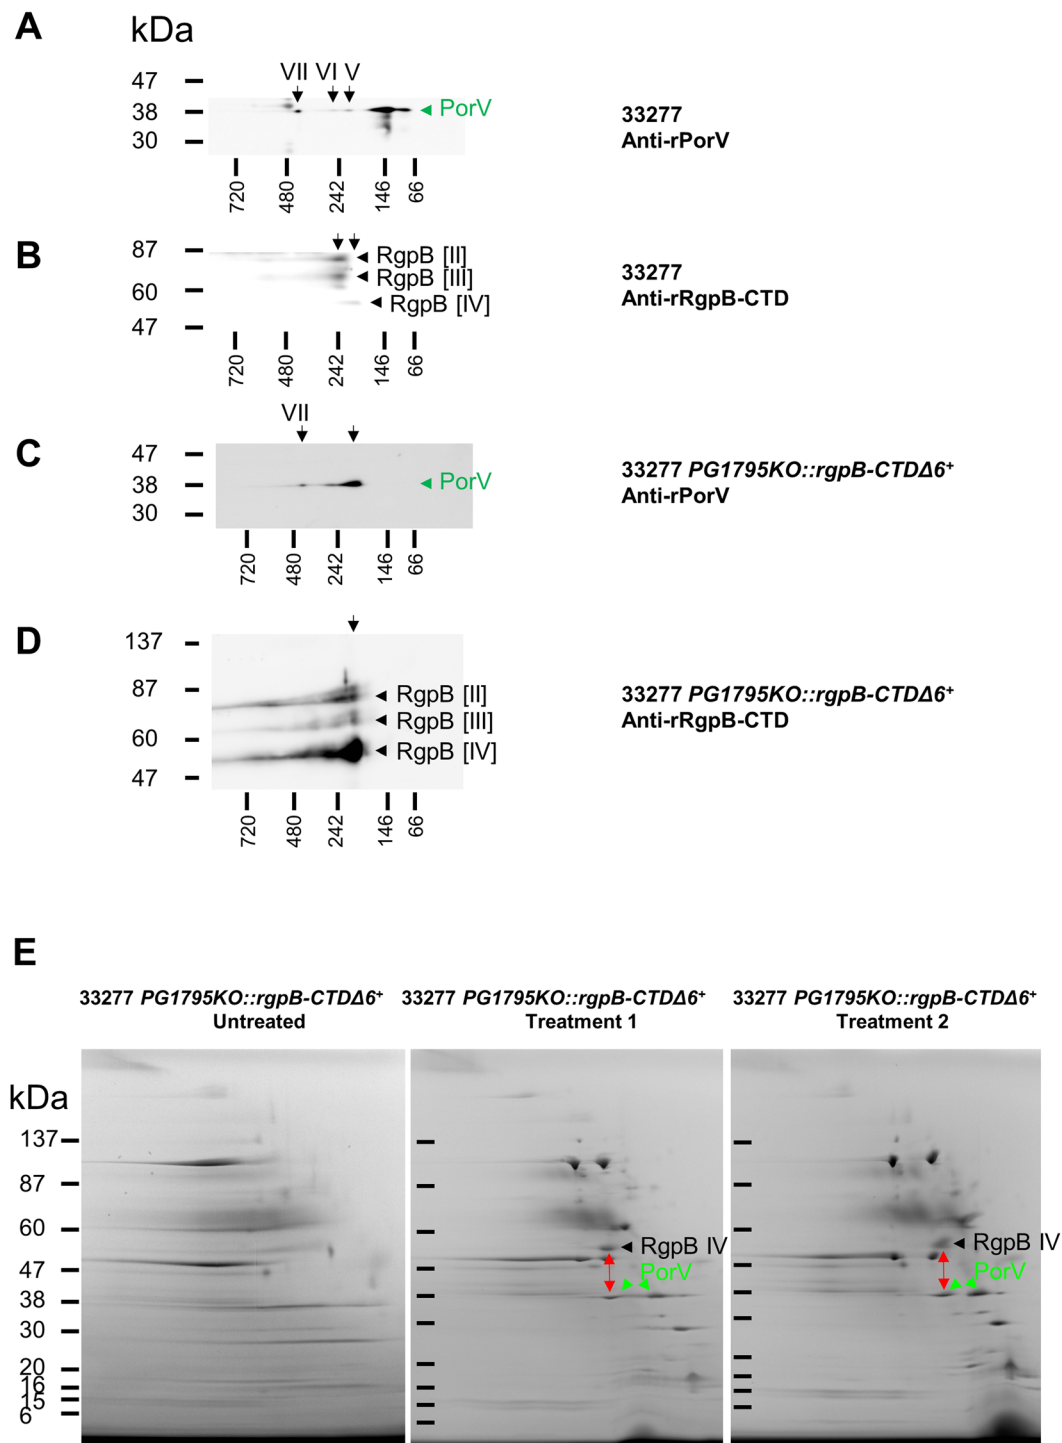 A
kDa
VII VI V
47
38
30
PorV
33277
Anti-rPorV
720 480 242 146 66
B
87
60
47
RgpB [II]
RgpB [III]
RgpB [IV]
33277
Anti-rRgpB-CTD
720 480 242 146 66
C
VII
47
38
30
PorV
33277 PG1795KO::rgpB-CTDΔ6+
Anti-rPorV
720 480 242 146 66
D
137
87
60
47
RgpB [II]
RgpB [III]
RgpB [IV]
33277 PG1795KO::rgpB-CTDΔ6+
Anti-rRgpB-CTD
720 480 242 146 66
E
33277 PG1795KO::rgpB-CTDΔ6+
Untreated
33277 PG1795KO::rgpB-CTDΔ6+
Treatment 1
33277 PG1795KO::rgpB-CTDΔ6+
Treatment 2
kDa
137
87
60
47
38
30
20
16
15
6
RgpB IV
PorV
RgpB IV
PorV